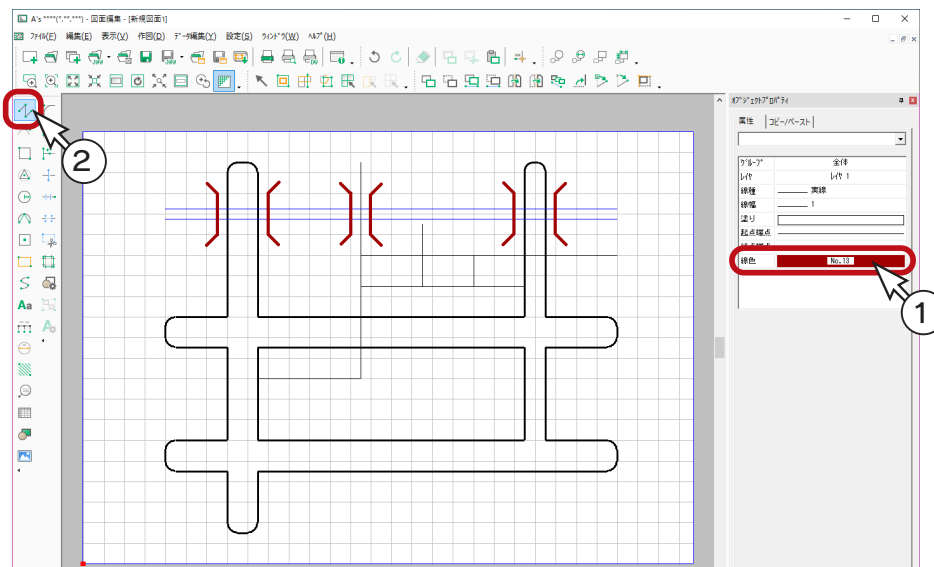 A's ****(*.**.***) - 図面編集 - [新規図面1]
ﾌｧｲﾙ(F) 編集(E) 表示(V) 作図(D) ﾃﾞｰﾀ編集(Y) 設定(S) ｳｨﾝﾄﾞｳ(W) ﾍﾙﾌﾟ(H)
ｵﾌﾞｼﾞｪｸﾄﾌﾟﾛﾊﾟﾃｨ
属性 コピー/ペースト
ｸﾞﾙｰﾌﾟ 全体
ﾚｲﾔ ﾚｲﾔ 1
線種 実線
線幅 1
塗り
起点端点
線色 No.13
1
2
Aa